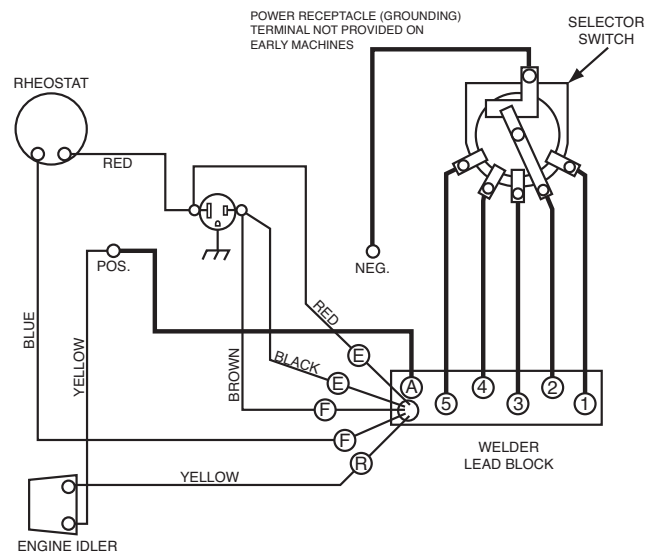 POWER RECEPTACLE (GROUNDING)
TERMINAL NOT PROVIDED ON
EARLY MACHINES
SELECTOR
SWITCH
RHEOSTAT
RED
POS.
NEG.
BLUE
YELLOW
BROWN
BLACK
RED
E
E
F
F
R
A
5
4
3
2
1
WELDER
LEAD BLOCK
YELLOW
ENGINE IDLER